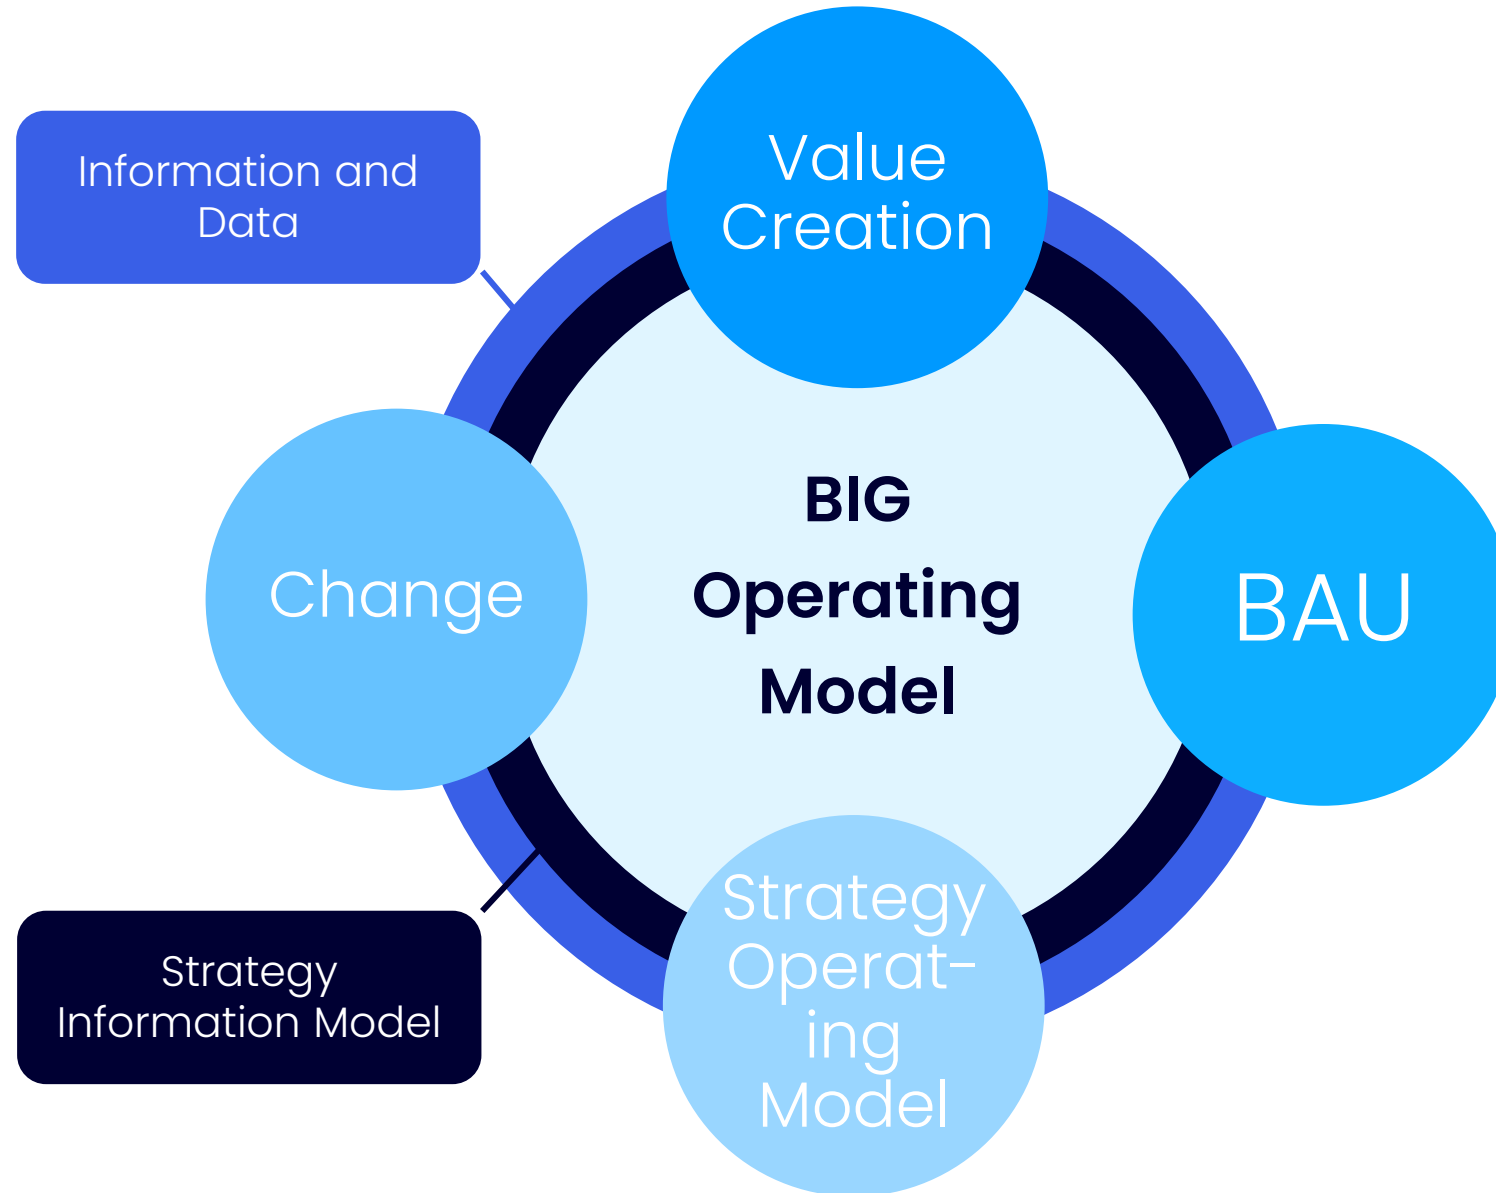 Value
Creation
Information and
Data
BIG
Operating
Model
Change
BAU
Strategy
Operat-
ing
Model
Strategy
Information Model